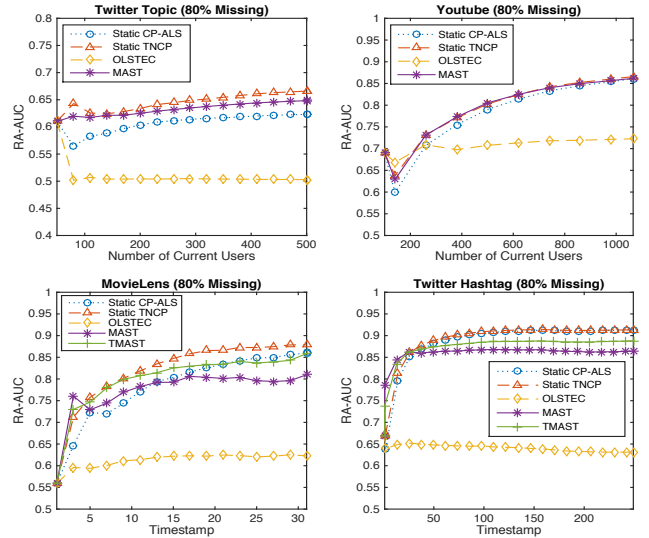 Twitter Topic (80% Missing)
0.8
0.75
0.7
0.65
0.6
0.55
0.5
0.45
0.4
RA-AUC
Static CP-ALS
Static TNCP
OLSTEC
MAST
100 200 300 400 500
Number of Current Users
Youtube (80% Missing)
1
0.95
0.9
0.85
0.8
0.75
0.7
0.65
0.6
0.55
0.5
RA-AUC
Static CP-ALS
Static TNCP
OLSTEC
MAST
200 400 600 800 1000
Number of Current Users
MovieLens (80% Missing)
1
0.95
0.9
0.85
0.8
0.75
0.7
0.65
0.6
0.55
0.5
RA-AUC
Static CP-ALS
Static TNCP
OLSTEC
MAST
TMAST
5 10 15 20 25 30
Timestamp
Twitter Hashtag (80% Missing)
1
0.95
0.9
0.85
0.8
0.75
0.7
0.65
0.6
0.55
0.5
RA-AUC
Static CP-ALS
Static TNCP
OLSTEC
MAST
TMAST
50 100 150 200
Timestamp